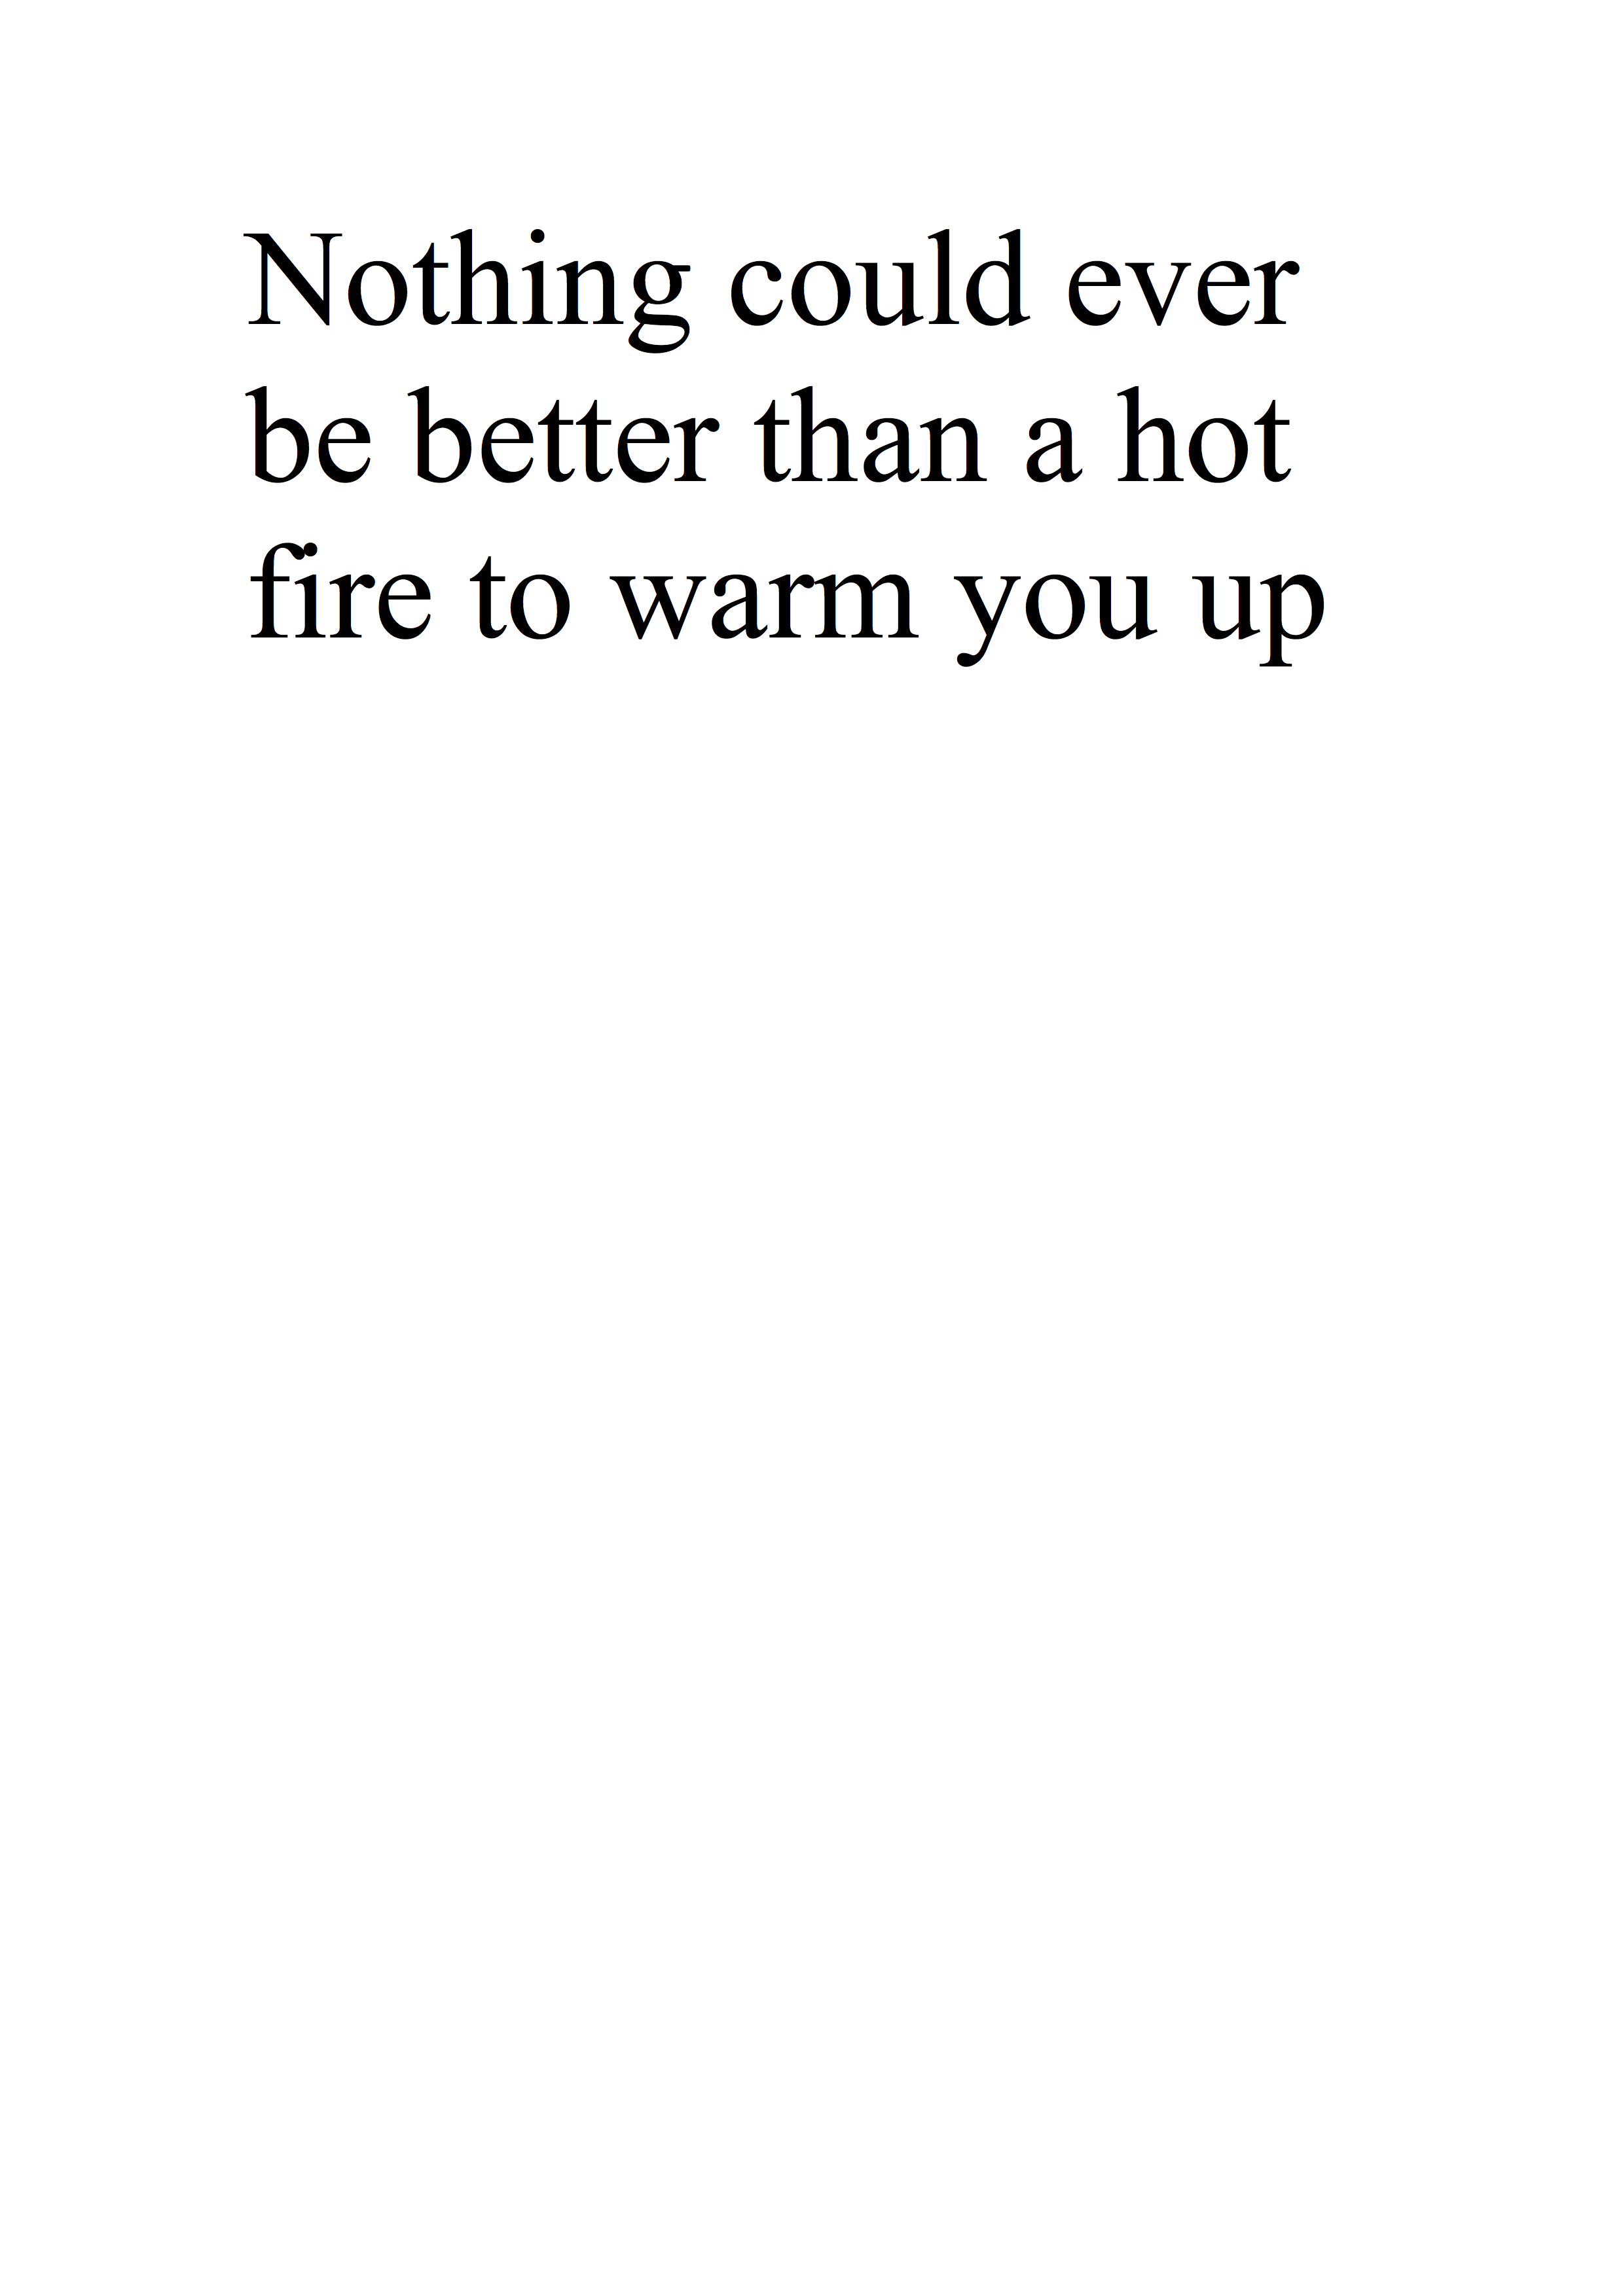 Nothing could ever
be better than a hot
fire to warm you up